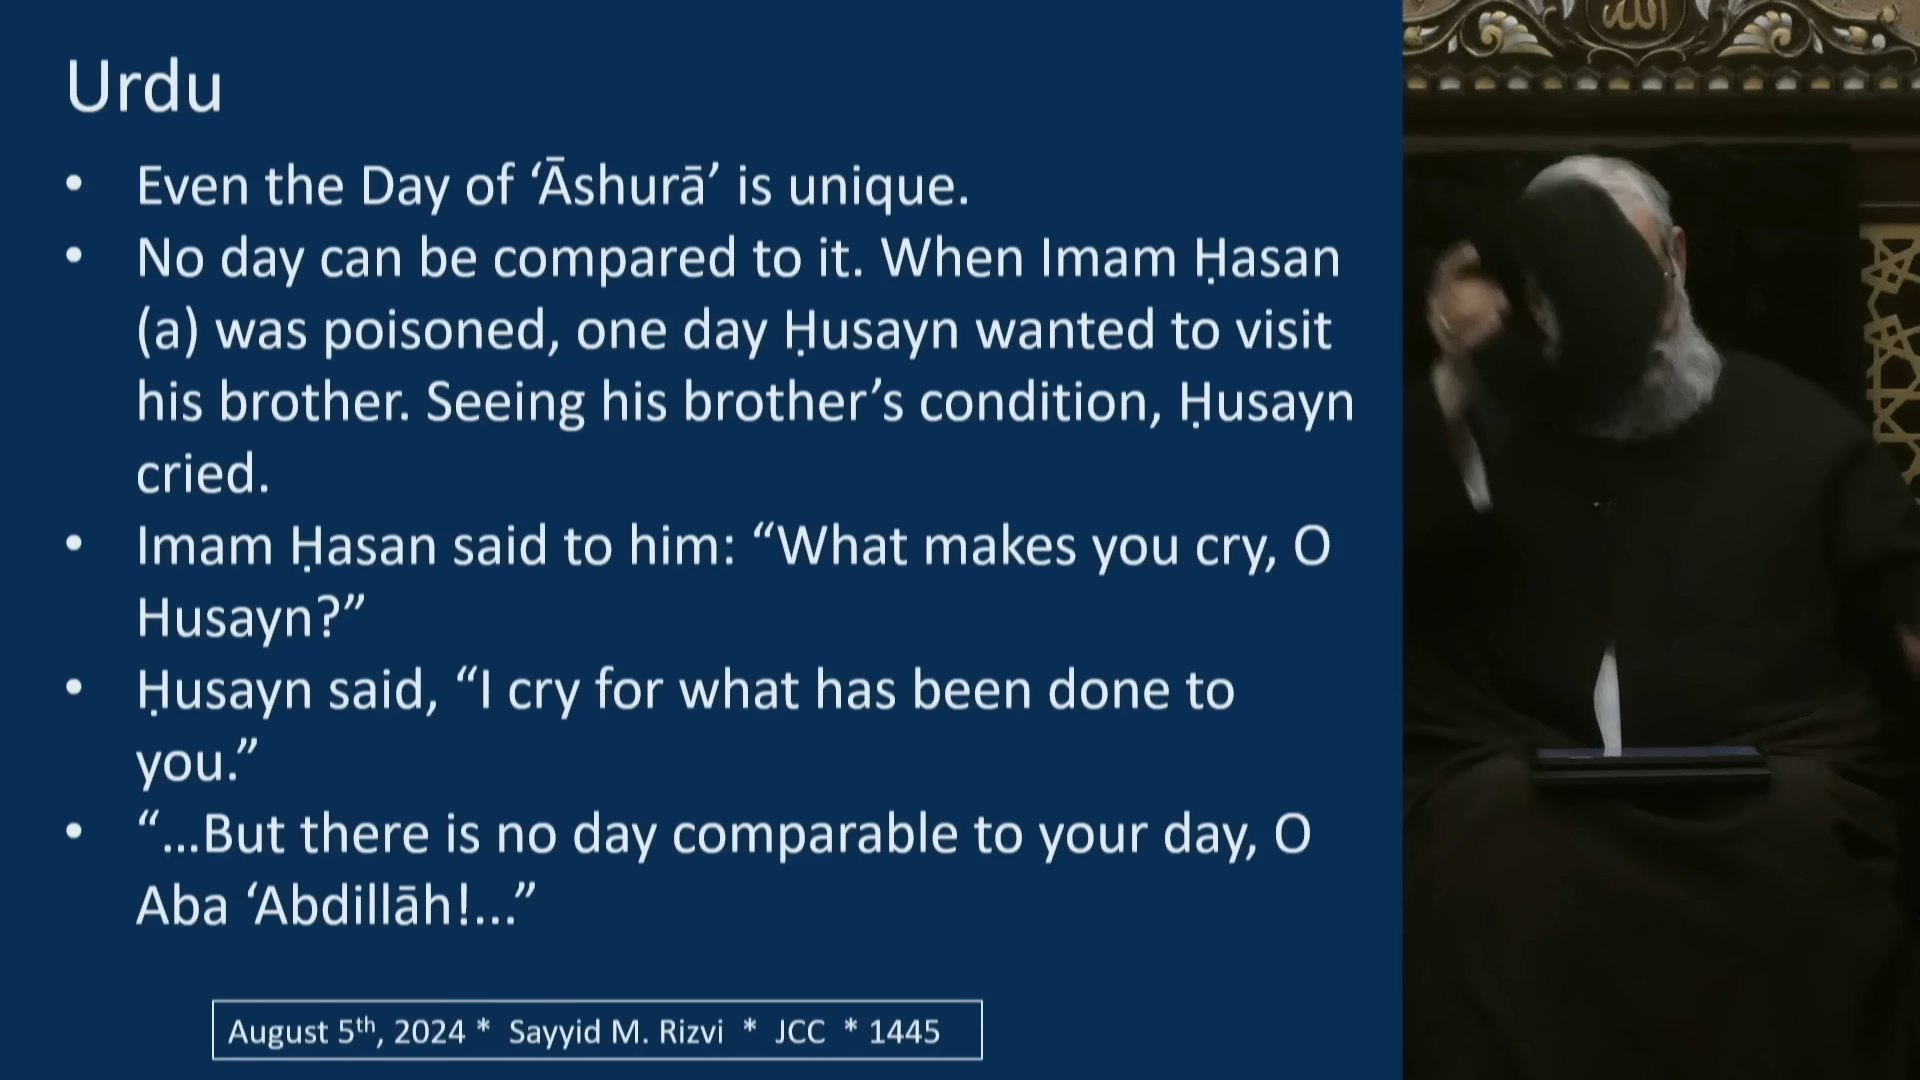 الله
Urdu
• Even the Day of ‘Āshurā’ is unique.
• No day can be compared to it. When Imam Ḥasan
(a) was poisoned, one day Ḥusayn wanted to visit
his brother. Seeing his brother’s condition, Ḥusayn
cried.
• Imam Ḥasan said to him: “What makes you cry, O
Husayn?”
• Ḥusayn said, “I cry for what has been done to
you.”
• “…But there is no day comparable to your day, O
Aba ‘Abdillāh!...”
August 5th, 2024 * Sayyid M. Rizvi * JCC * 1445